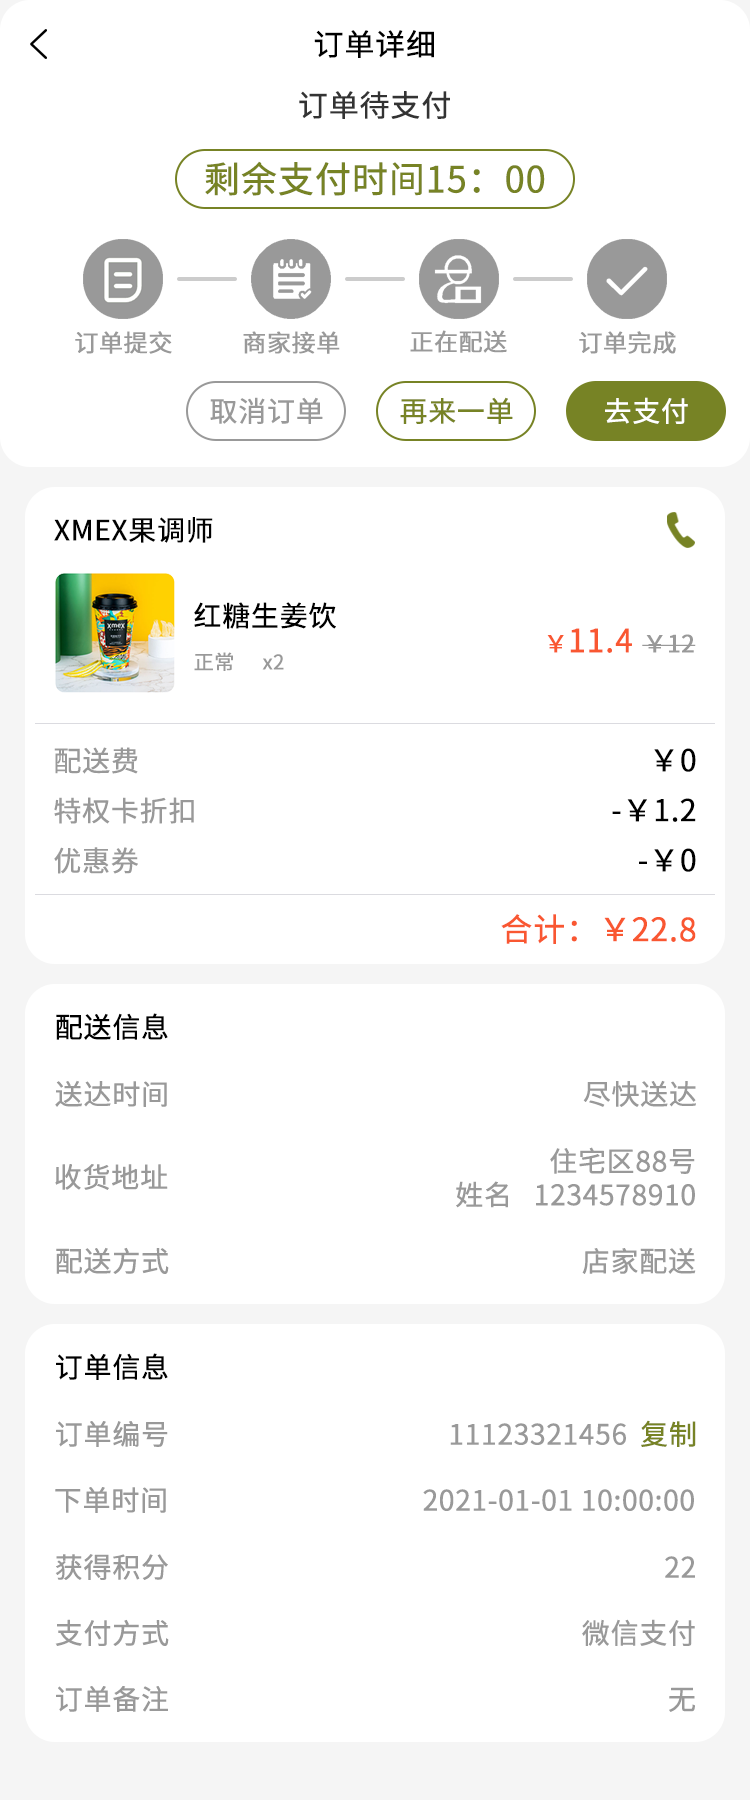 订单详细
订单待支付
剩余支付时间15：00
订单提交 商家接单 正在配送 订单完成
取消订单 再来一单 去支付
XMEX果调师
xmex
红糖生姜饮
正常 x2
￥11.4 ￥12
配送费 ￥0
特权卡折扣 -￥1.2
优惠券 -￥0
合计：￥22.8
配送信息
送达时间 尽快送达
收货地址 住宅区88号
姓名 1234578910
配送方式 店家配送
订单信息
订单编号 11123321456 复制
下单时间 2021-01-01 10:00:00
获得积分 22
支付方式 微信支付
订单备注 无